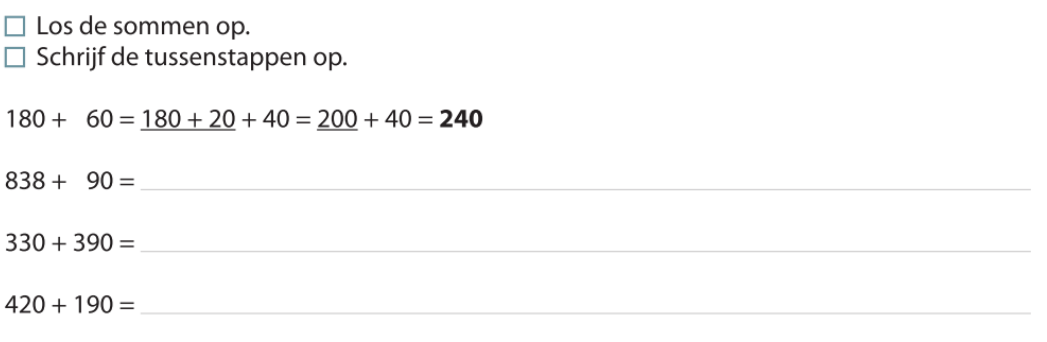 Los de sommen op.
Schrijf de tussenstappen op.
180 + 60 = 180 + 20 + 40 = 200 + 40 = 240
838 + 90 =
330 + 390 =
420 + 190 =